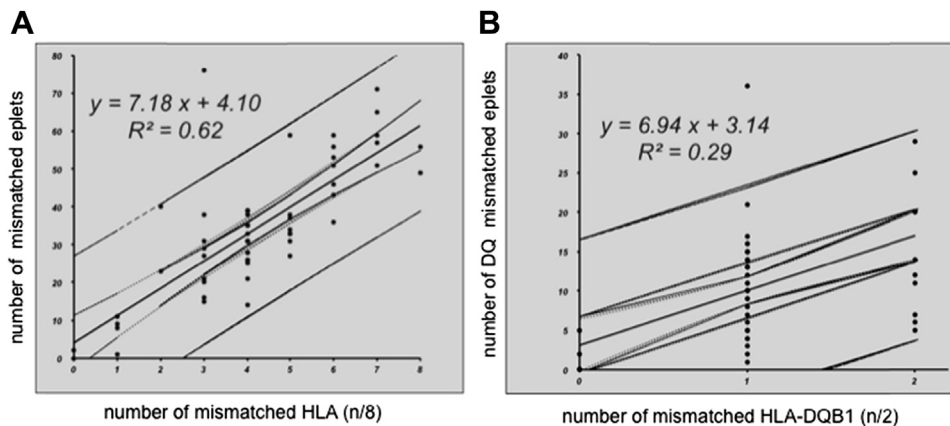 A
number of mismatched eplets
80
70
60
50
40
30
20
10
0
y = 7.18 x + 4.10
R² = 0.62
0 1 2 3 4 5 6 7 8
number of mismatched HLA (n/8)
B
number of DQ mismatched eplets
40
35
30
25
20
15
10
5
0
y = 6.94 x + 3.14
R² = 0.29
0 1 2
number of mismatched HLA-DQB1 (n/2)